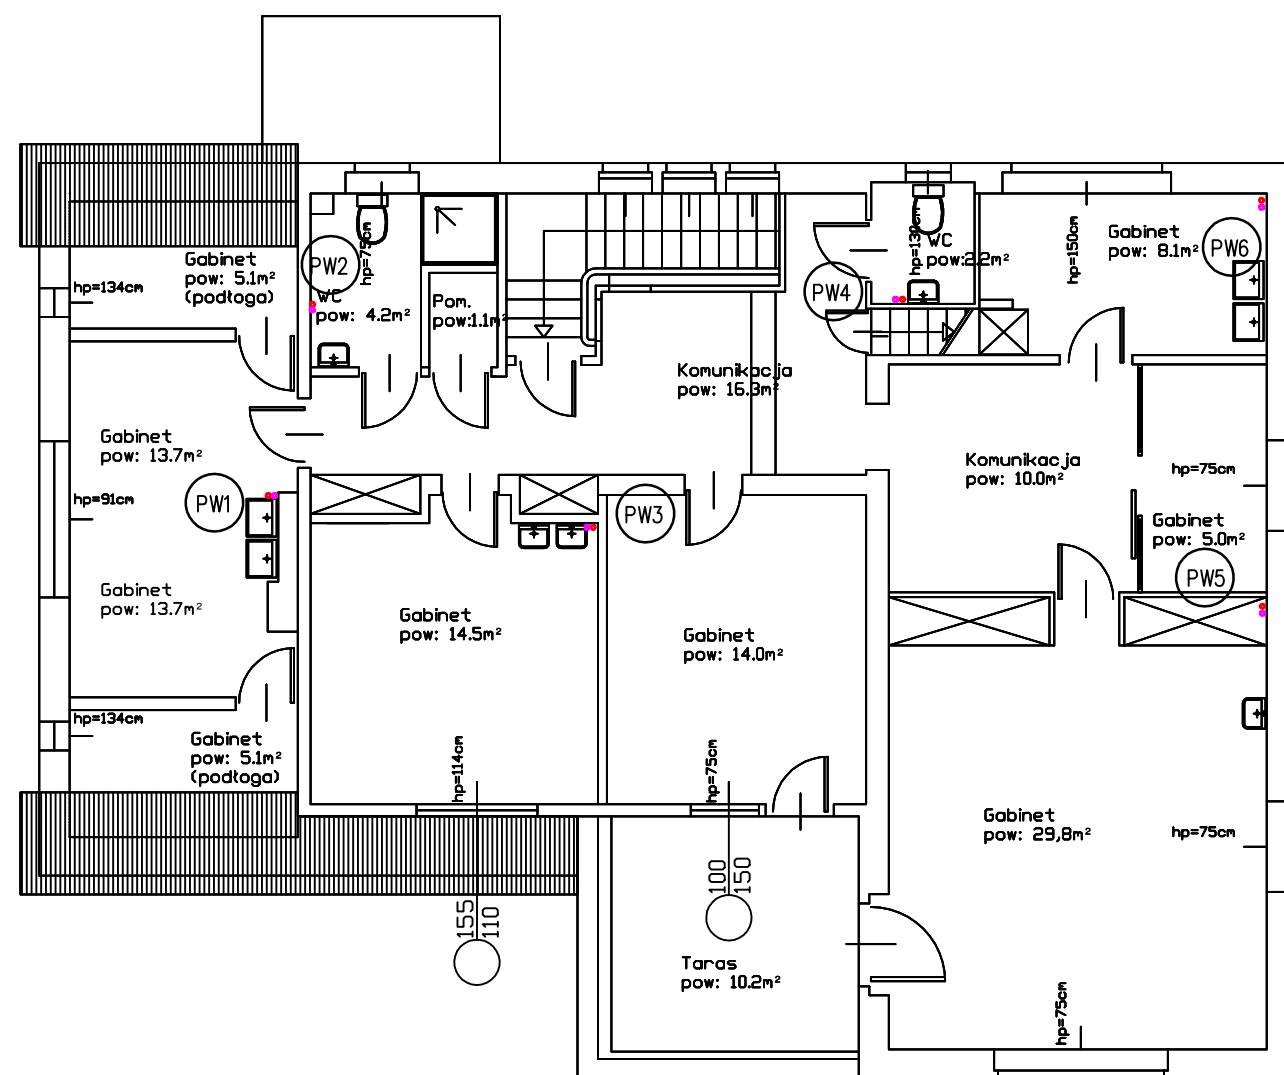 Gabinet
pow: 5.1m²
(podłoga)
hp=134cm
PW2
hp=75cm
WC
pow: 4.2m²
Pom.
pow:1.1m²
PW4
hp=130cm
WC
pow:2.2m²
hp=150cm
Gabinet
pow: 8.1m²
PW6
Komunikacja
pow: 16.3m²
Gabinet
pow: 13.7m²
hp=91cm
PW1
Gabinet
pow: 13.7m²
PW3
Komunikacja
pow: 10.0m²
hp=75cm
Gabinet
pow: 5.0m²
PW5
Gabinet
pow: 14.5m²
Gabinet
pow: 14.0m²
hp=134cm
Gabinet
pow: 5.1m²
(podłoga)
hp=114cm
hp=75cm
Gabinet
pow: 29,8m²
hp=75cm
100
150
155
110
Taras
pow: 10.2m²
hp=75cm